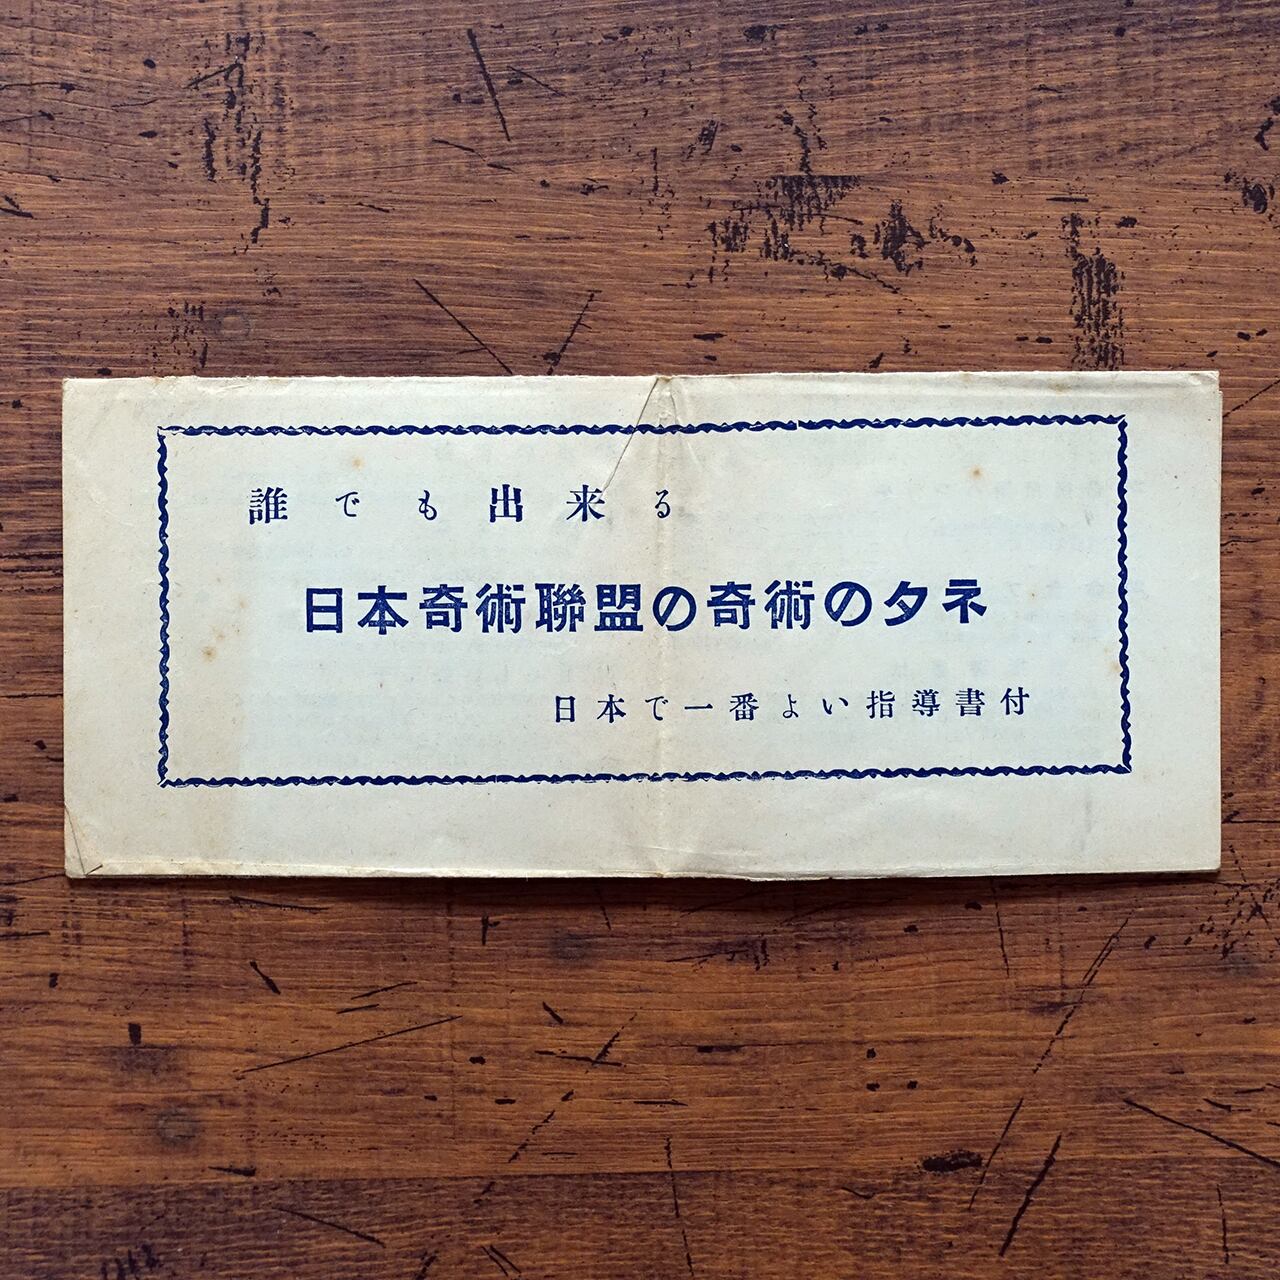 誰でも出来る
日本奇術聯盟の奇術のタネ
日本で一番よい指導書付